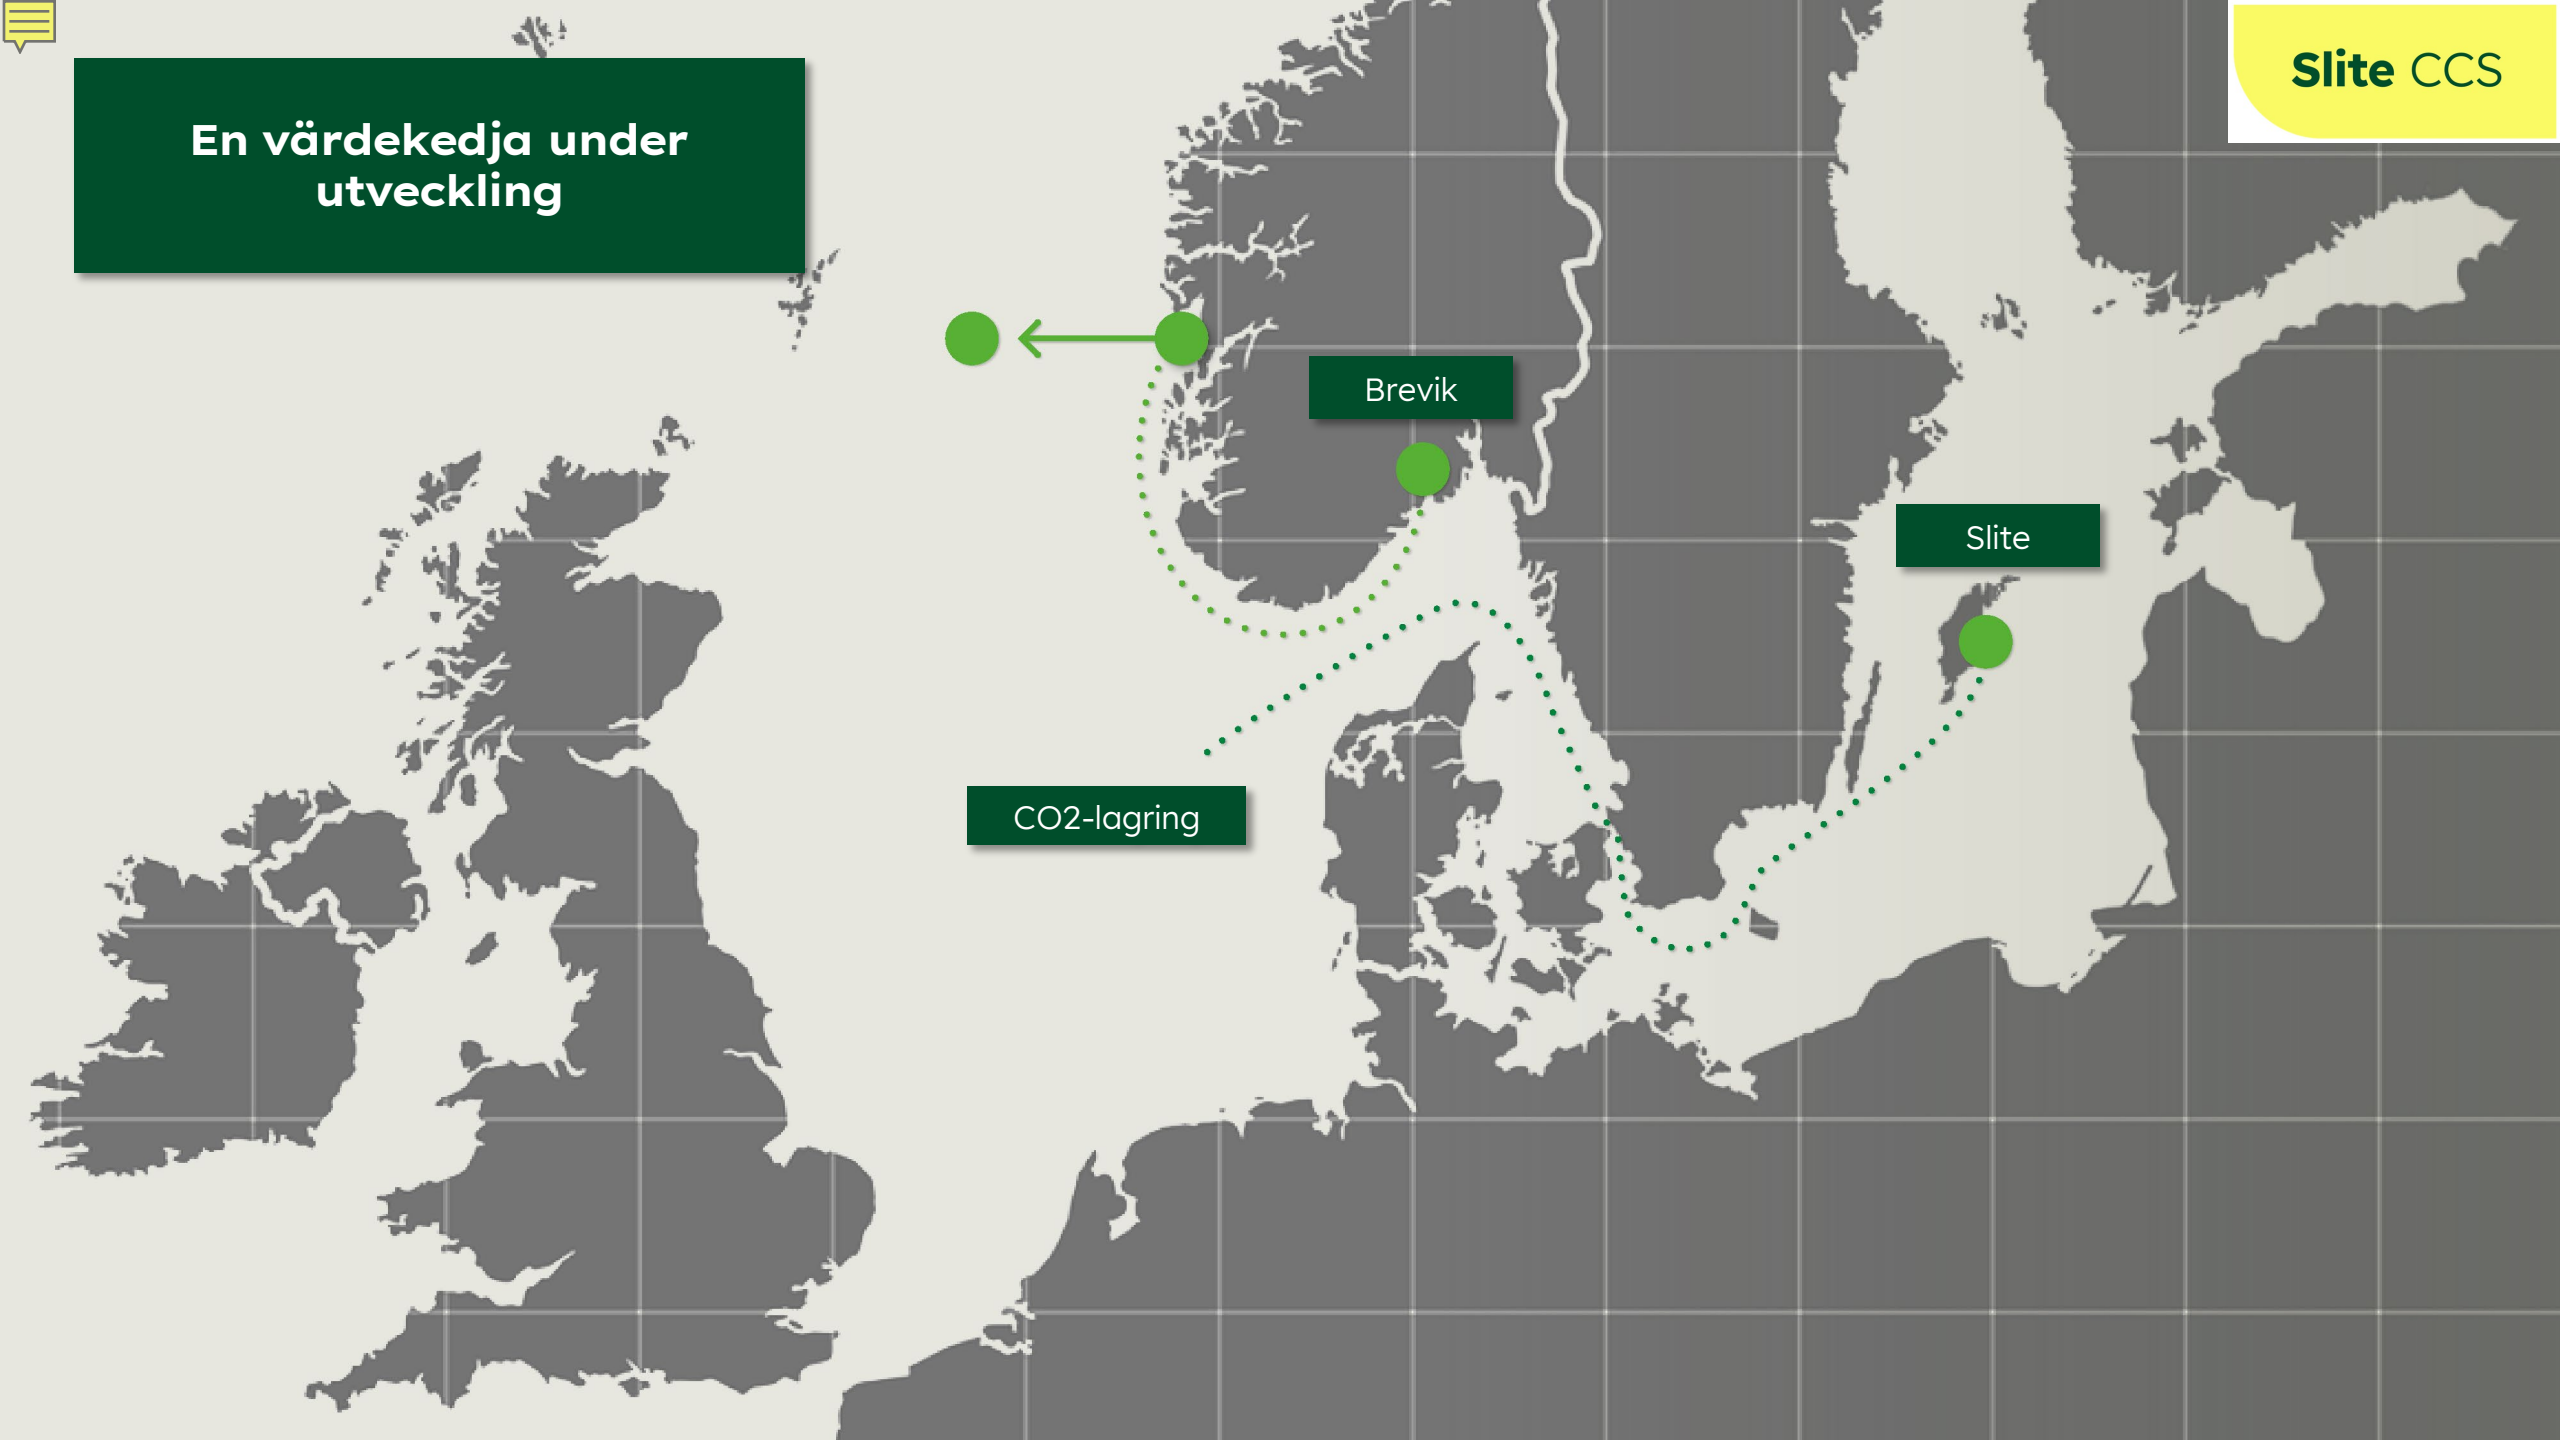 En värdekedja under
utveckling
Slite CCS
Brevik
Slite
CO2-lagring